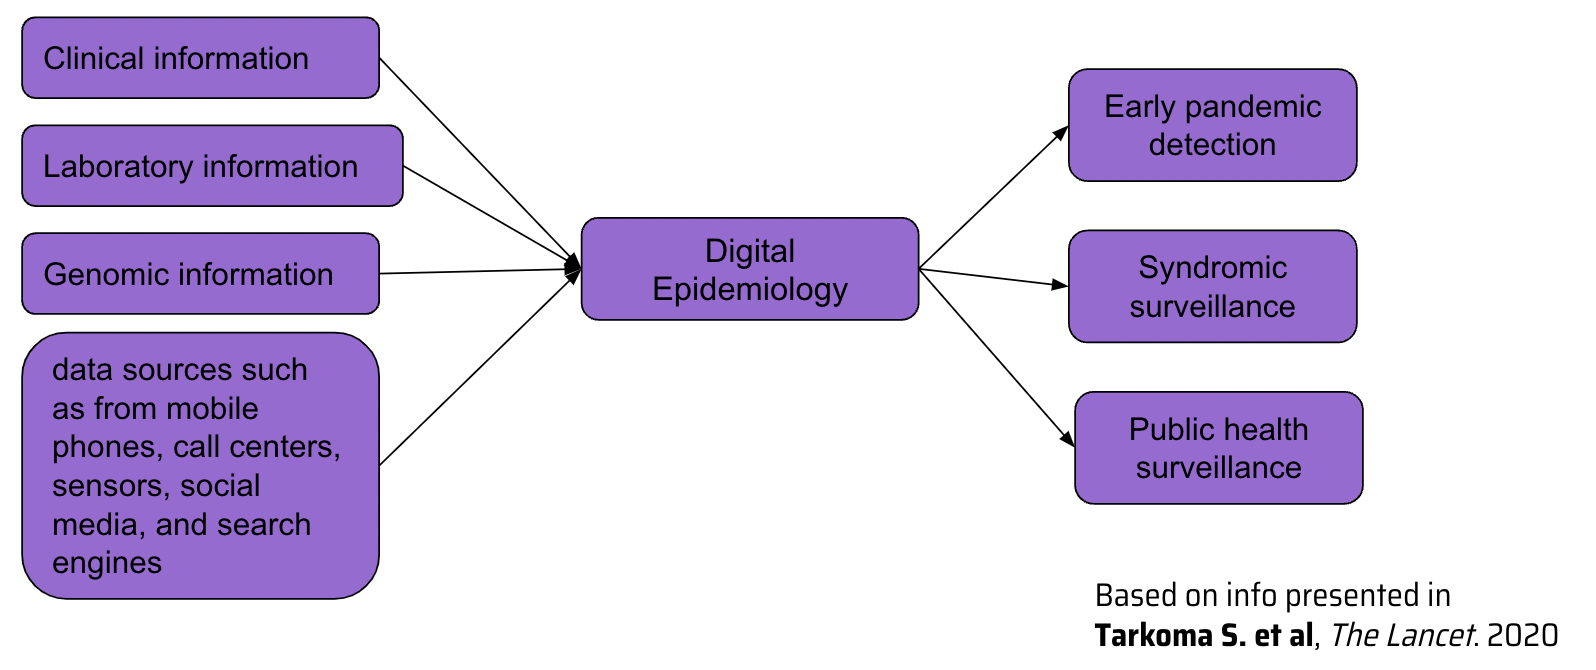 Clinical information
Laboratory information
Genomic information
data sources such
as from mobile
phones, call centers,
sensors, social
media, and search
engines
Digital
Epidemiology
Early pandemic
detection
Syndromic
surveillance
Public health
surveillance
Based on info presented in
Tarkoma S. et al, The Lancet. 2020